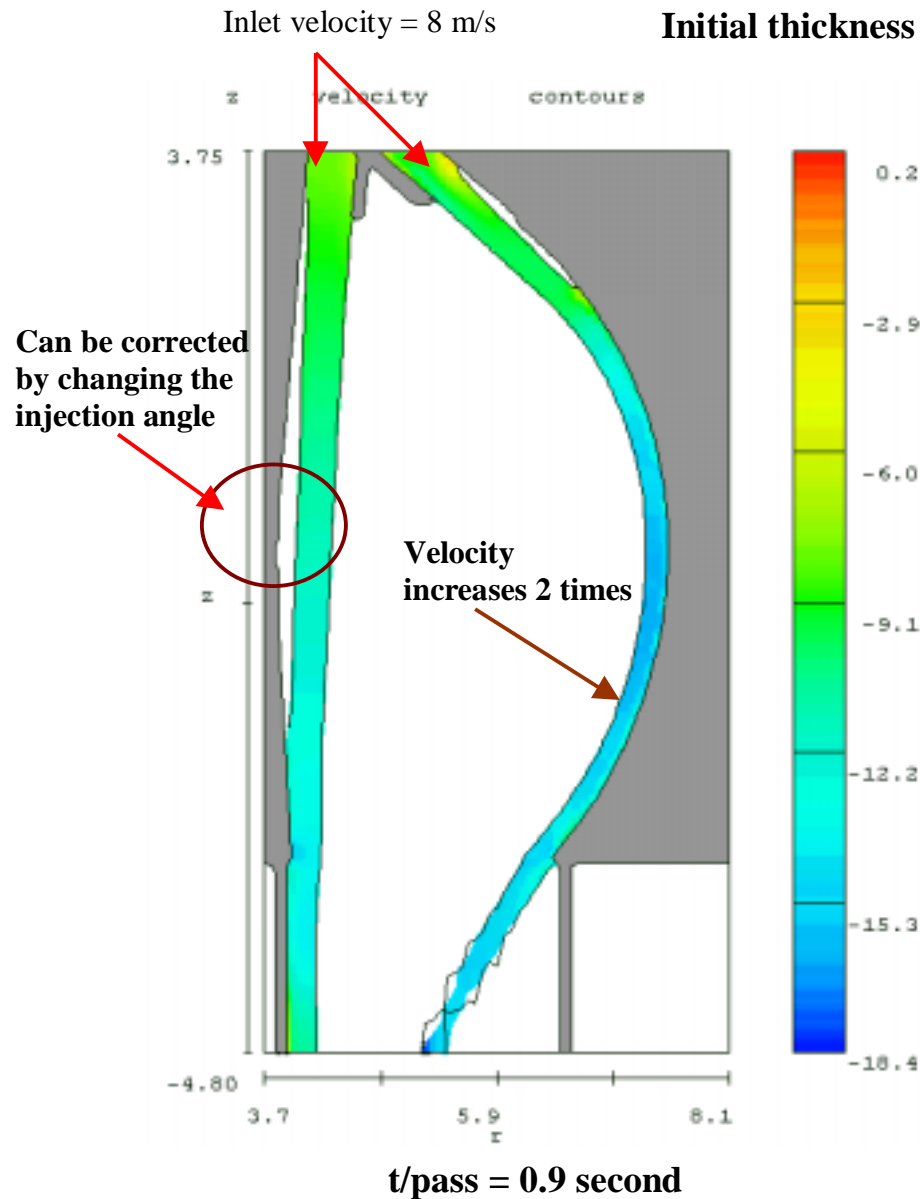 Inlet velocity = 8 m/s
Initial thickness
z velocity contours
3.75
0.2
-2.9
Can be corrected
by changing the
injection angle
-6.0
Velocity
increases 2 times
z
-9.1
-12.2
-15.3
-18.4
-4.80
3.7 5.9 8.1
r
t/pass = 0.9 second